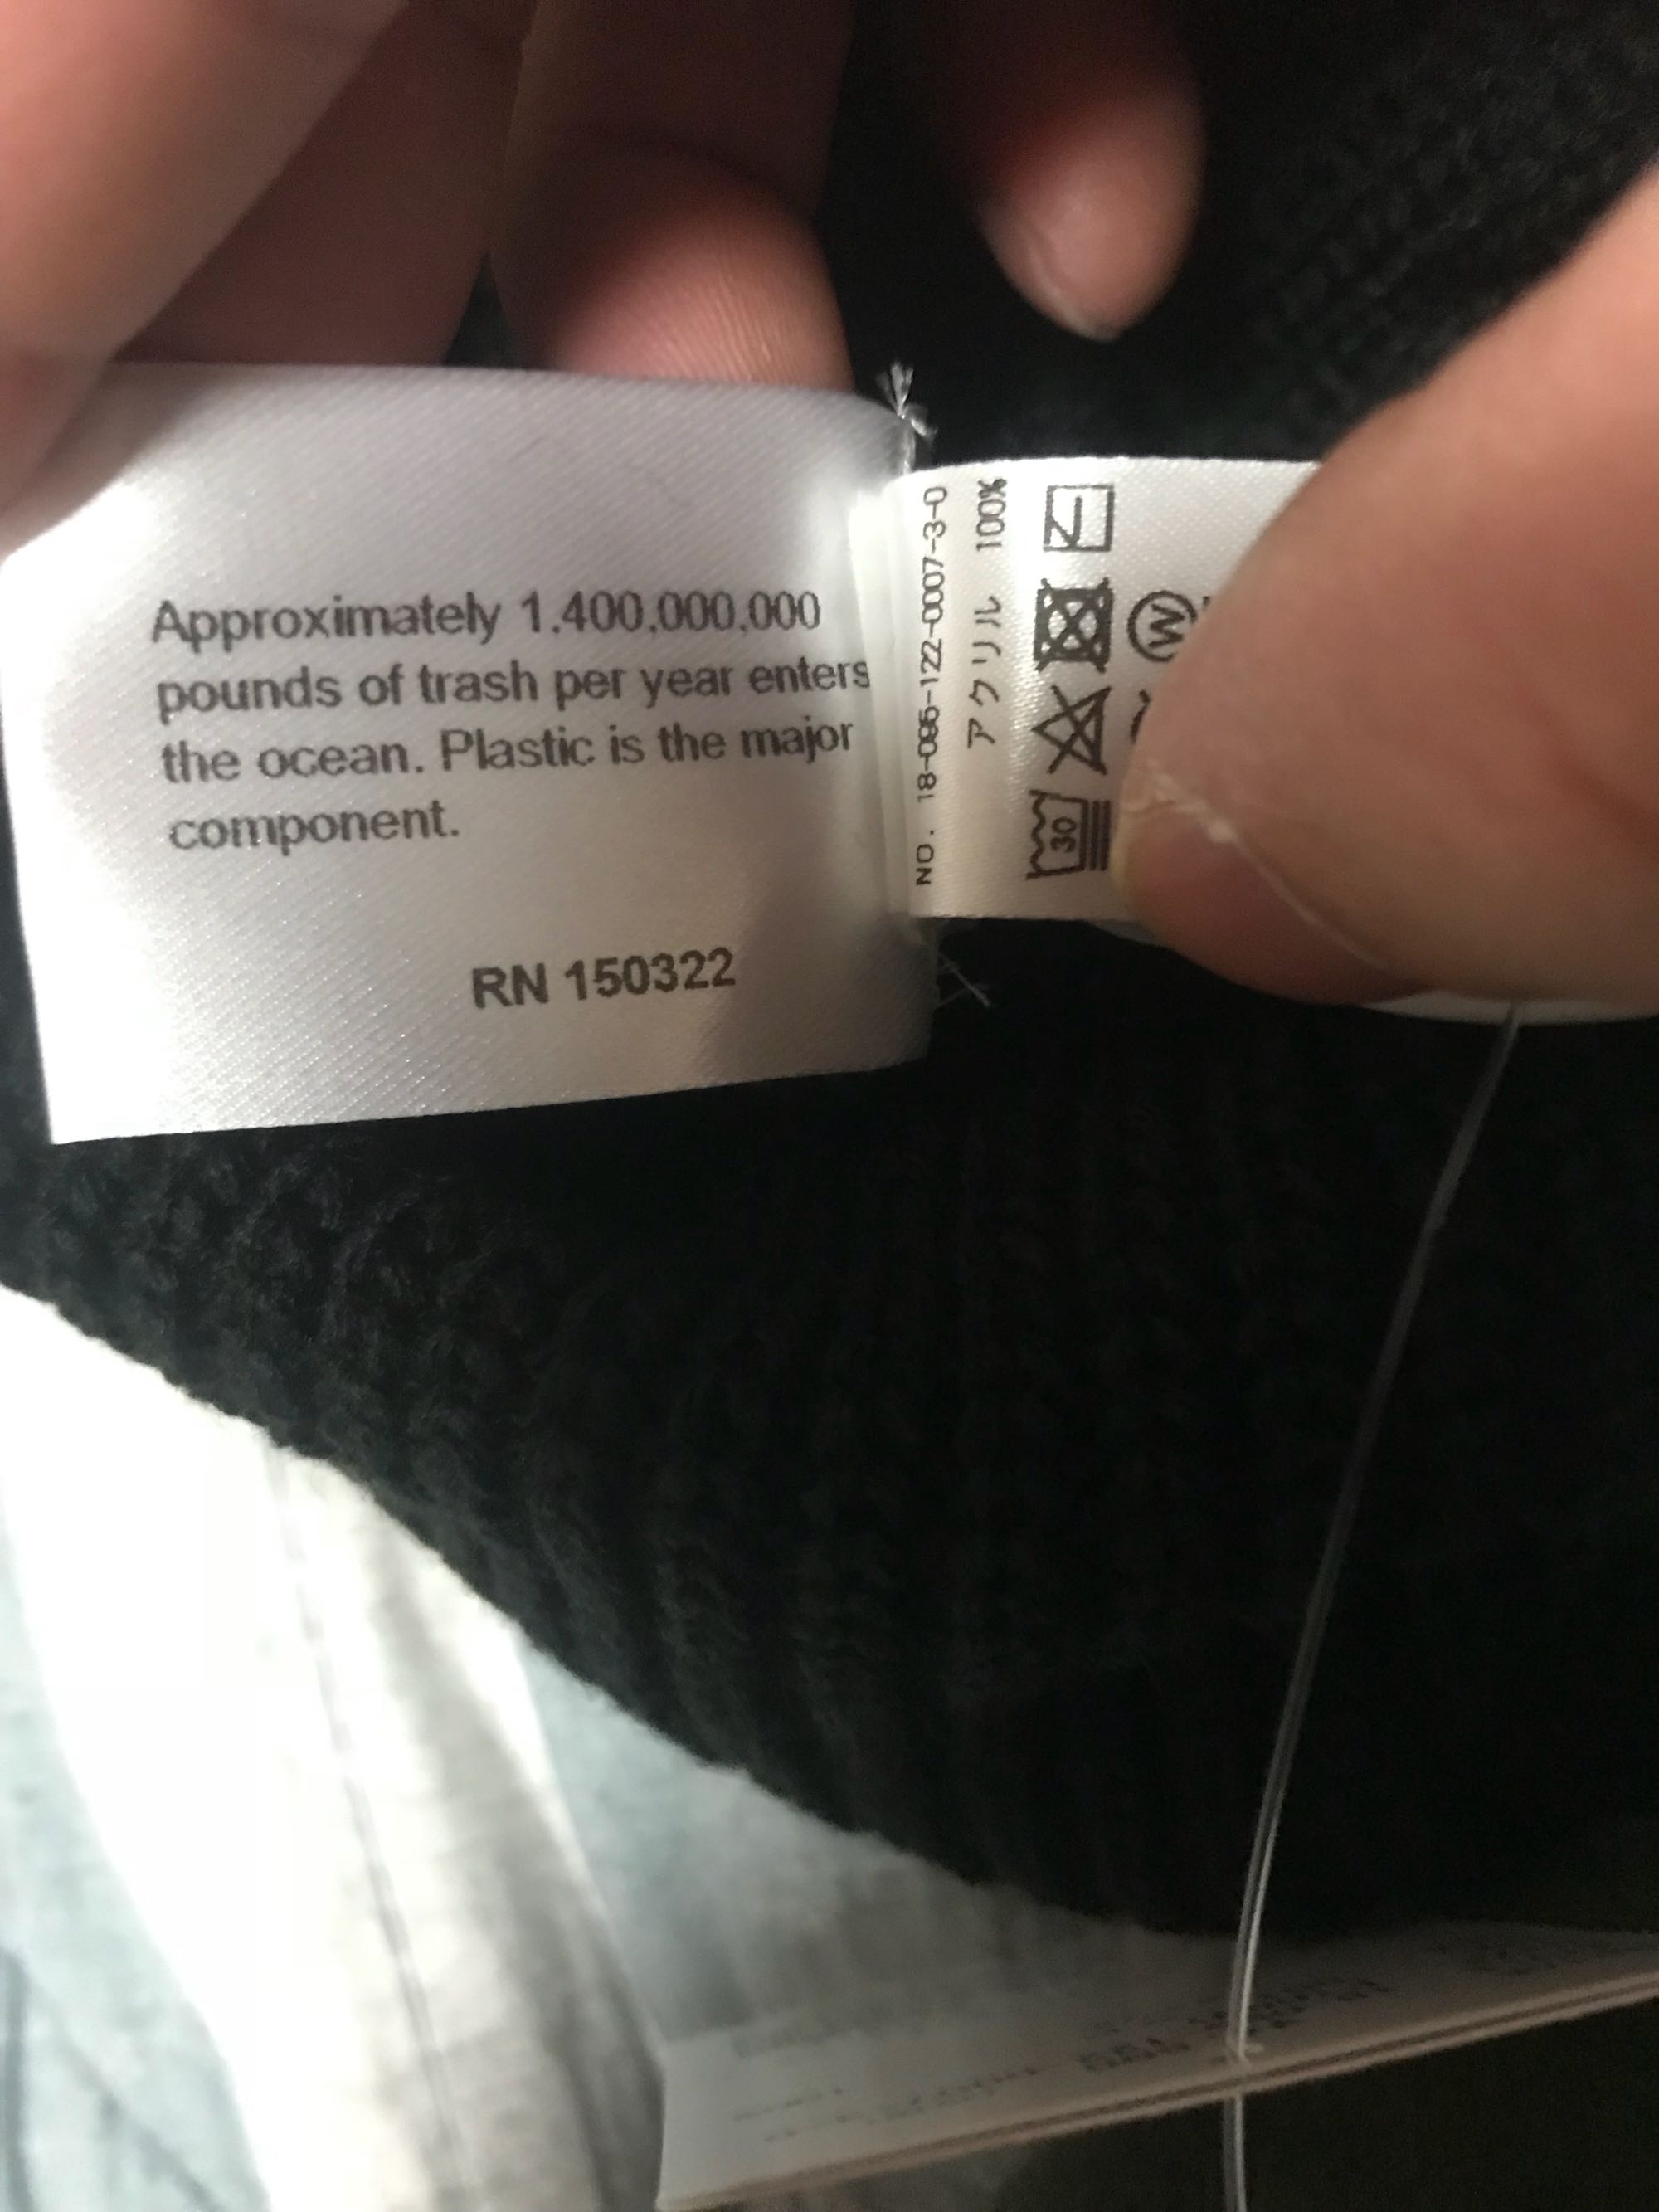 Approximately 1.400.000.000
pounds of trash per year enters
the ocean. Plastic is the major
component.
RN 150322
NO. 18-086-122-0007-3-0
アクリル 100%
30
W